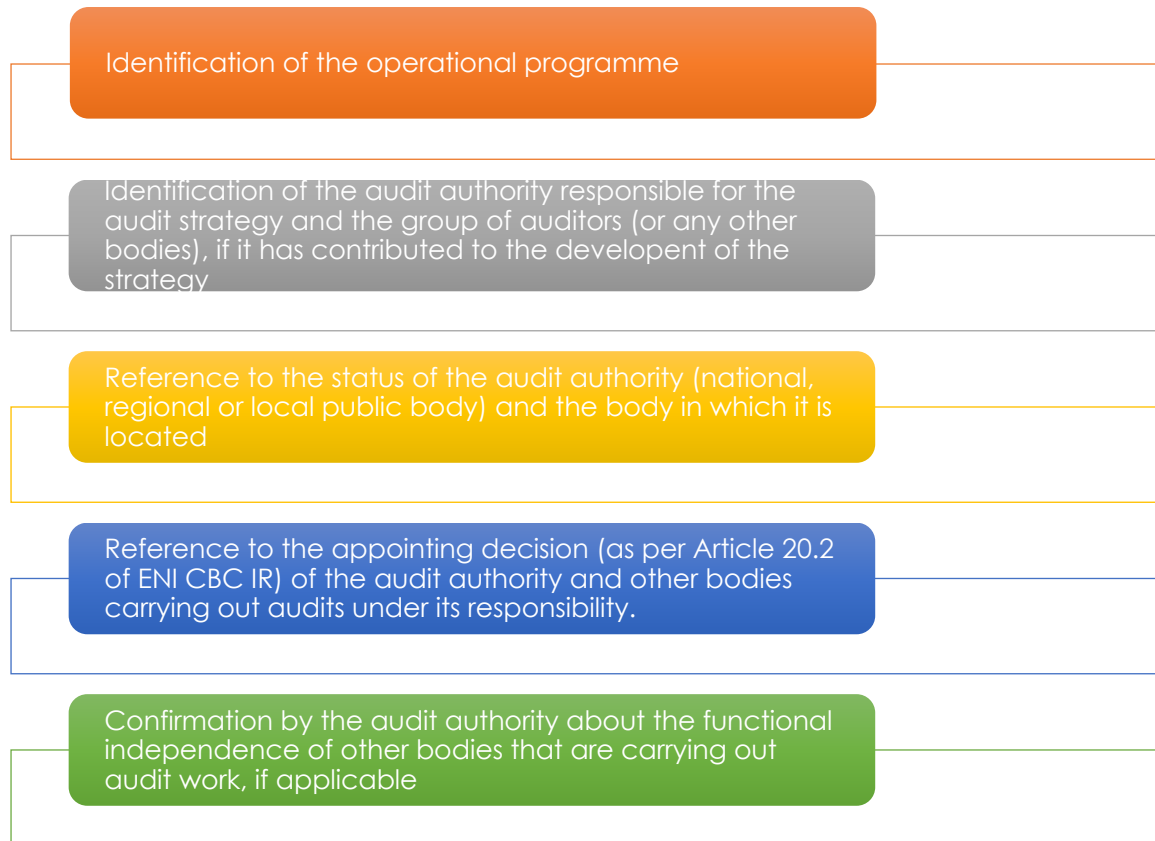 Identification of the operational programme
Identification of the audit authority responsible for the
audit strategy and the group of auditors (or any other
bodies), if it has contributed to the developent of the
strategy
Reference to the status of the audit authority (national,
regional or local public body) and the body in which it is
located
Reference to the appointing decision (as per Article 20.2
of ENI CBC IR) of the audit authority and other bodies
carrying out audits under its responsibility.
Confirmation by the audit authority about the functional
independence of other bodies that are carrying out
audit work, if applicable